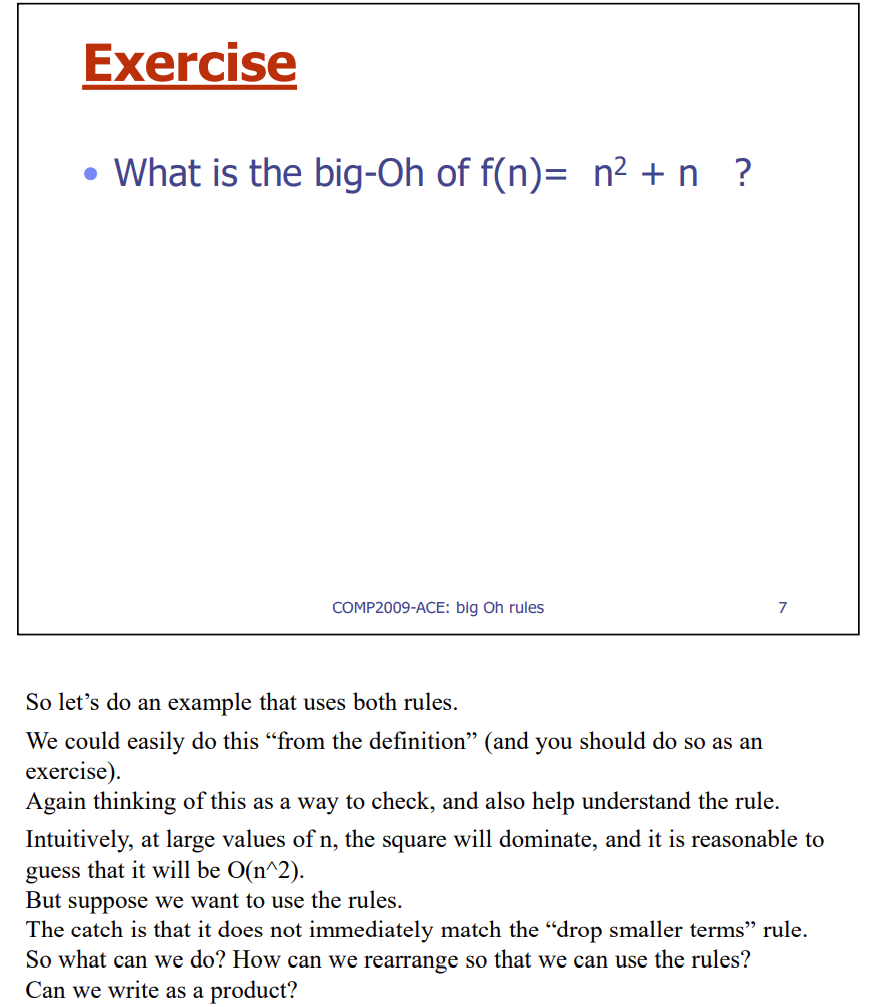 Exercise
• What is the big-Oh of f(n)= n² + n ?
COMP2009-ACE: big Oh rules 7
So let’s do an example that uses both rules.
We could easily do this “from the definition” (and you should do so as an
exercise).
Again thinking of this as a way to check, and also help understand the rule.
Intuitively, at large values of n, the square will dominate, and it is reasonable to
guess that it will be O(n^2).
But suppose we want to use the rules.
The catch is that it does not immediately match the “drop smaller terms” rule.
So what can we do? How can we rearrange so that we can use the rules?
Can we write as a product?